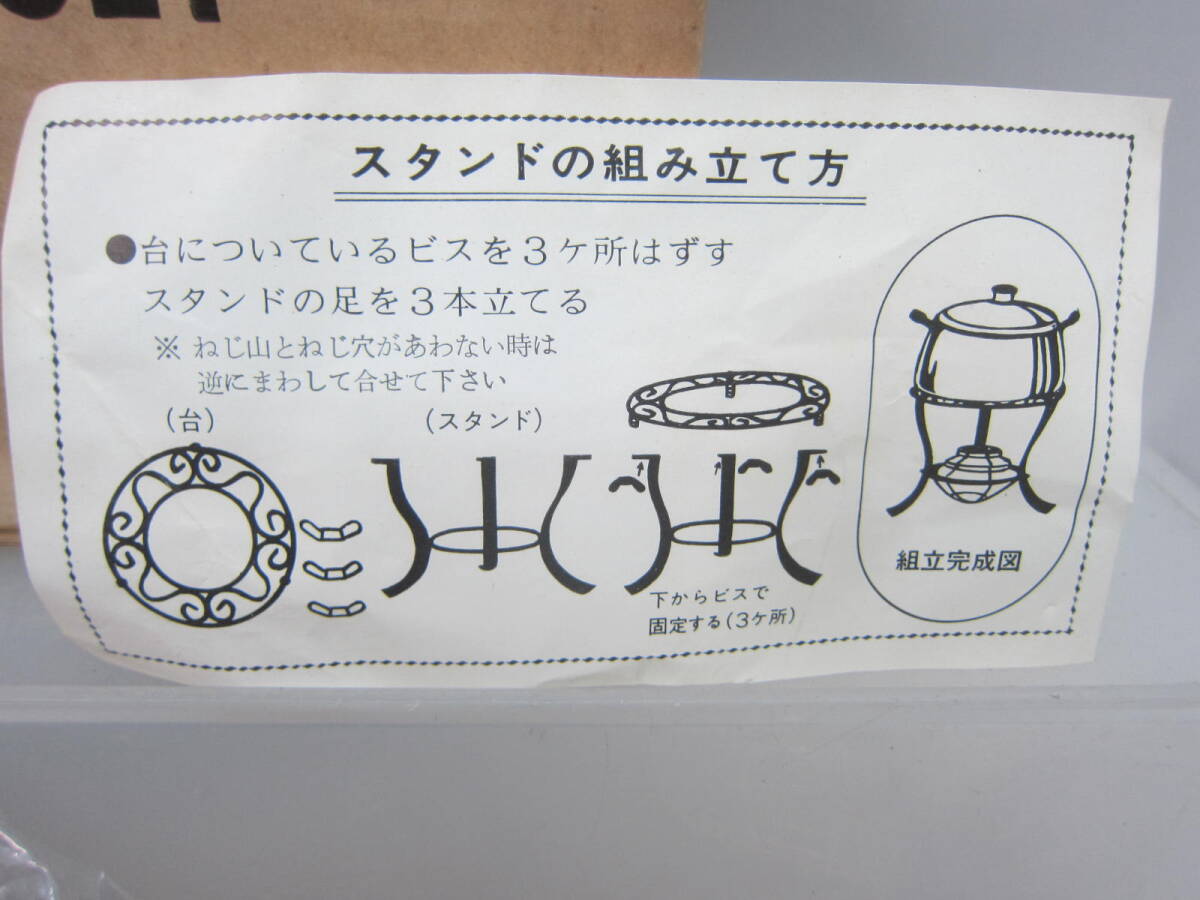 スタンドの組み立て方
●台についているビスを3ケ所はずす
スタンドの足を3本立てる
※ ねじ山とねじ穴があわない時は
逆にまわして合せて下さい
(台)
(スタンド)
下からビスで
固定する(3ケ所)
組立完成図